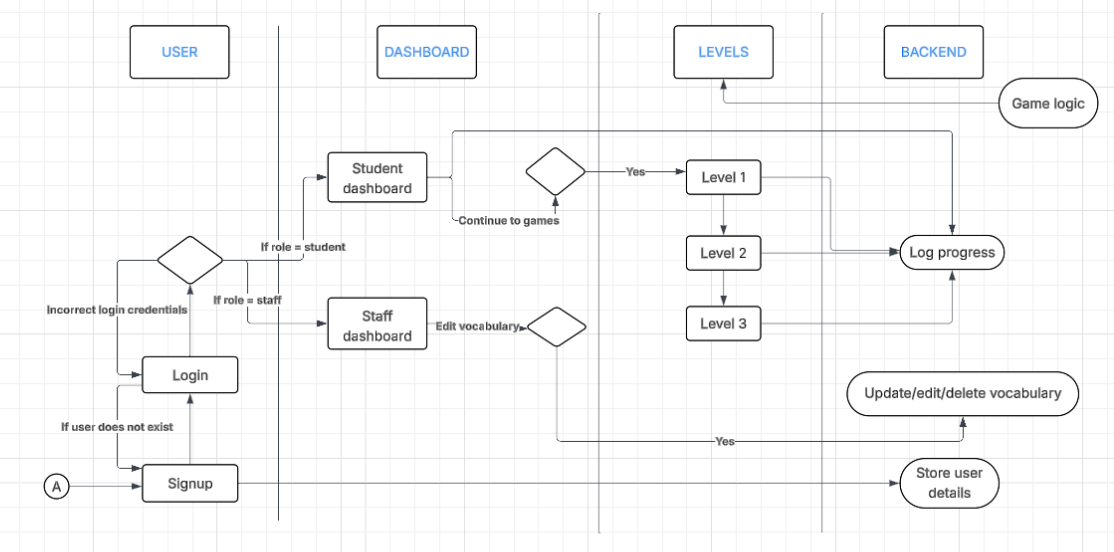 USER
DASHBOARD
LEVELS
BACKEND
Game logic
Student
dashboard
Yes
Level 1
Continue to games
If role = student
Level 2
Log progress
If role = staff
Incorrect login credentials
Staff
dashboard
Edit vocabulary
Level 3
Login
Update/edit/delete vocabulary
If user does not exist
Yes
A
Signup
Store user
details